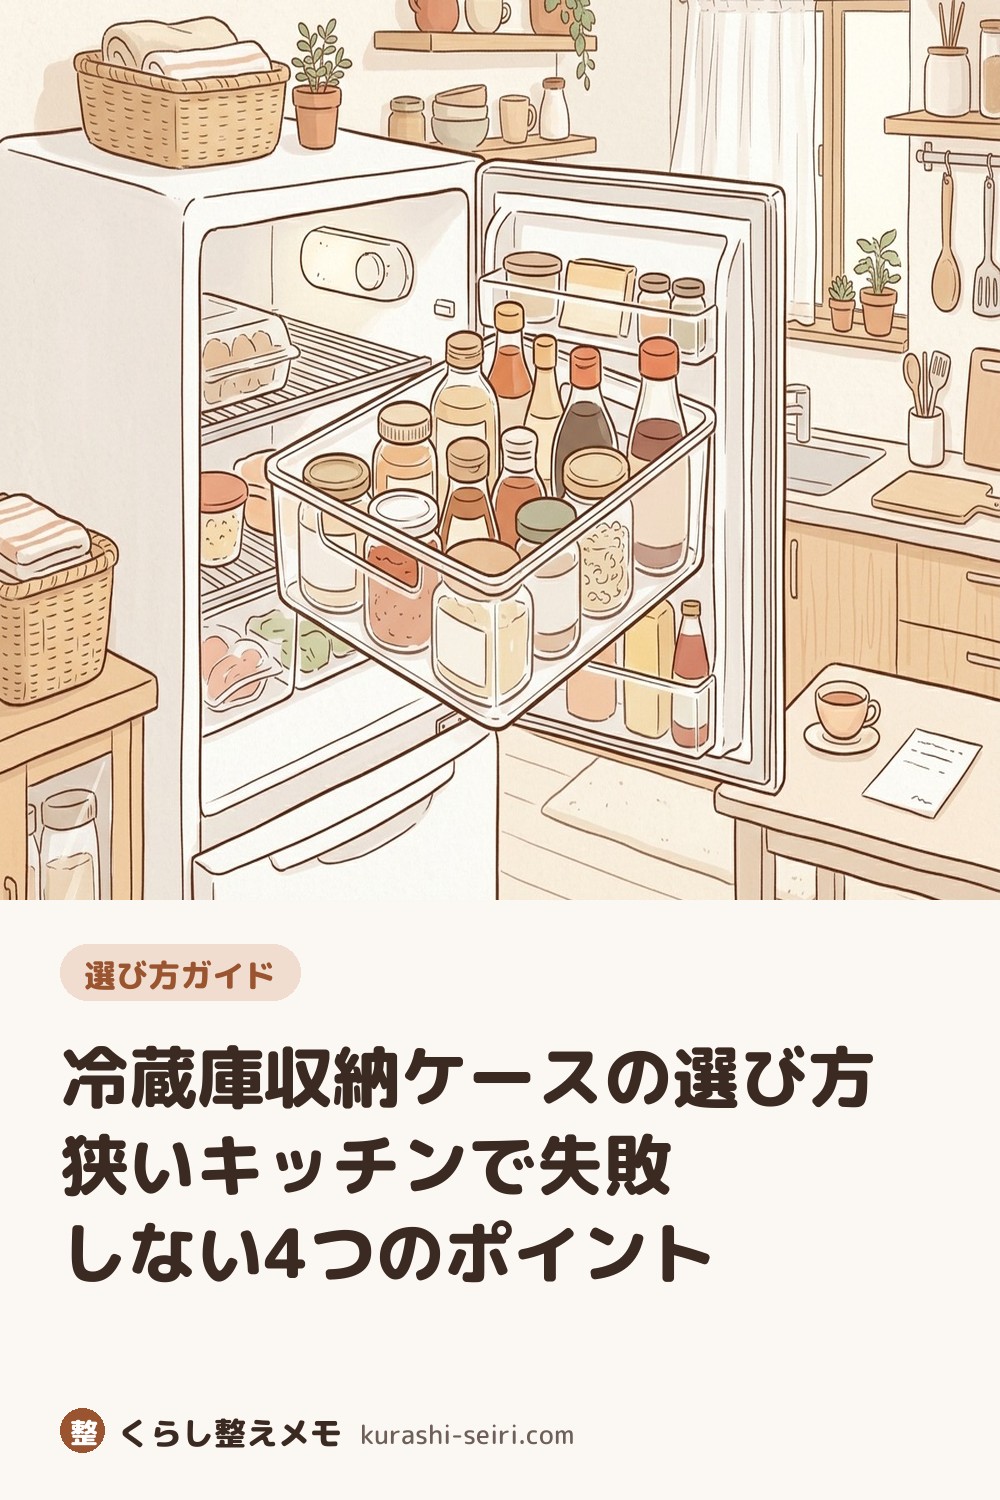 選び方ガイド
冷蔵庫収納ケースの選び方
狭いキッチンで失敗
しない4つのポイント
整 くらし整えメモ kurashi-seiri.com